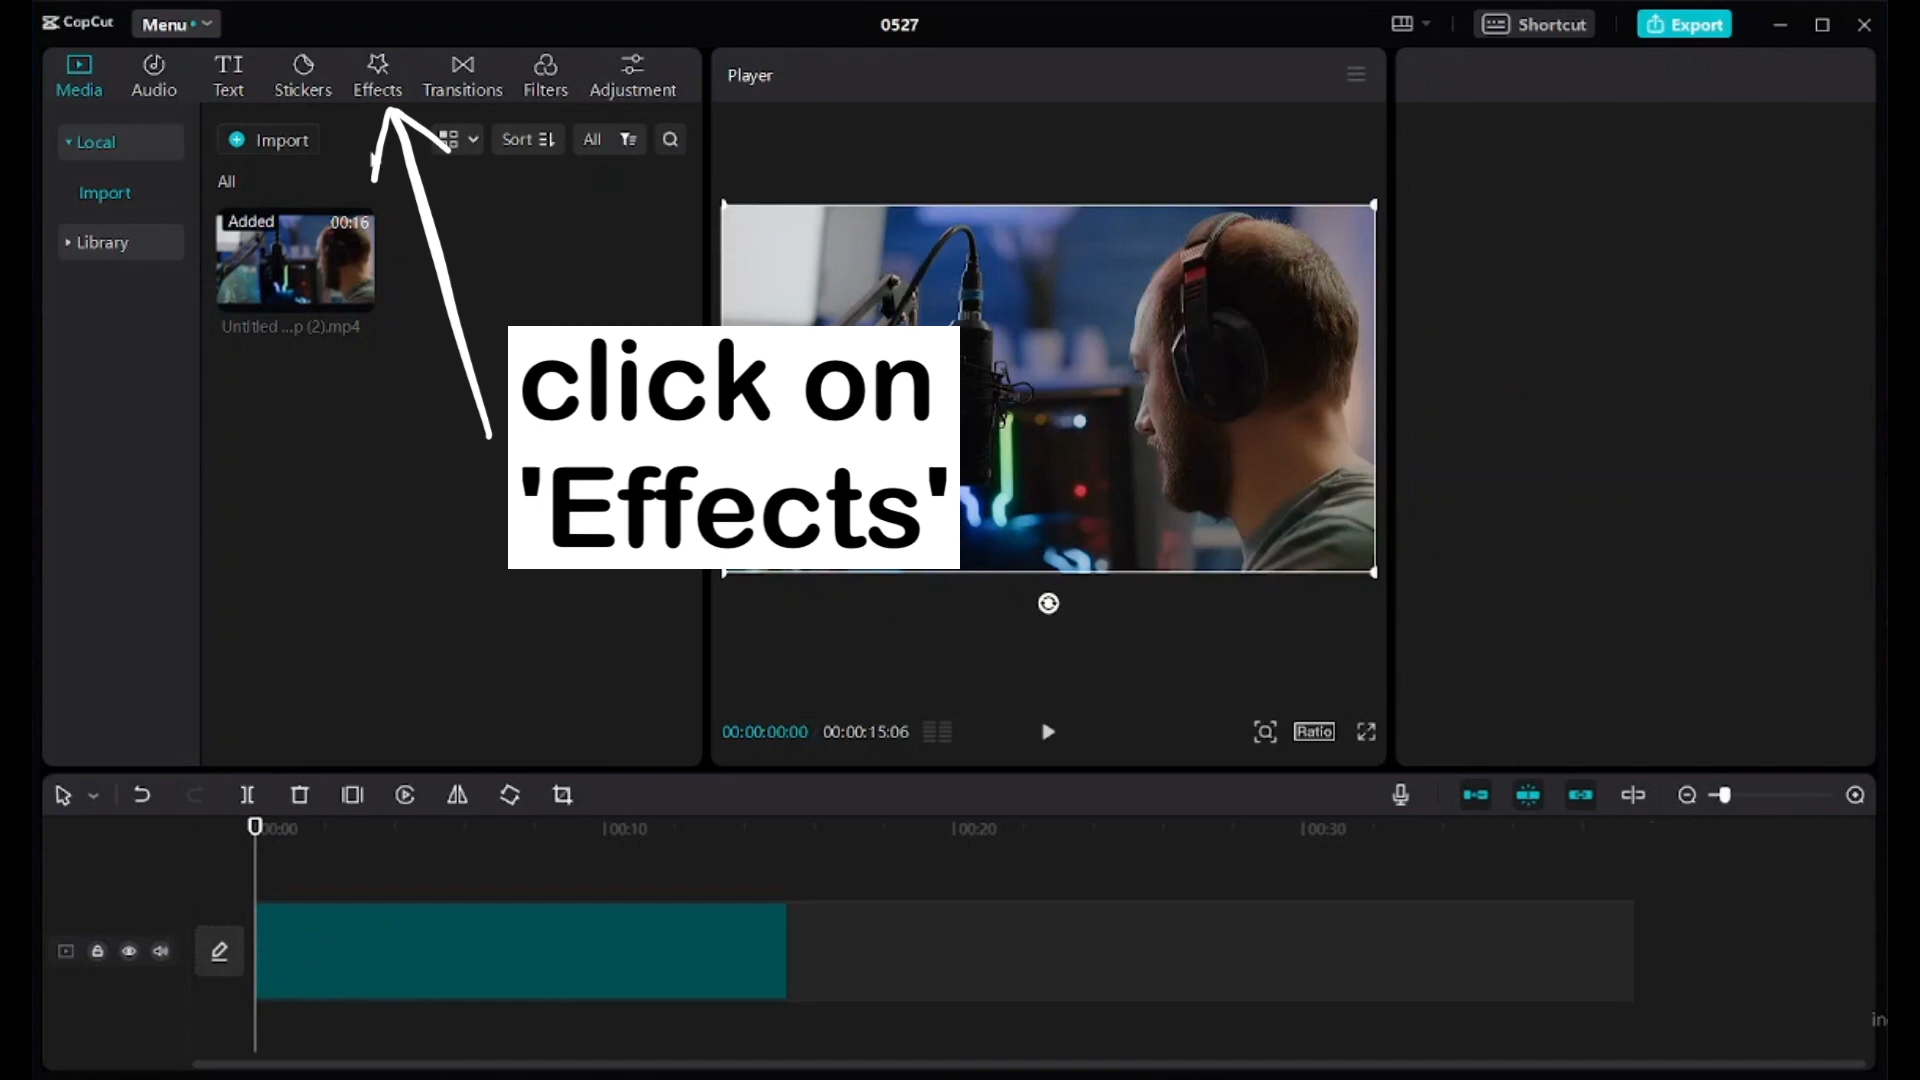 CapCut
Menu
0527
Shortcut
Export
Media
Audio
TI
Text
Stickers
Effects
Transitions
Filters
Adjustment
Player
Local
Import
Sort
All
Import
All
Library
Added
00:16
Untitled ...p (2).mp4
click on
'Effects'
00:00:00:00
00:00:15:06
Ratio
00:00
00:10
00:20
00:30